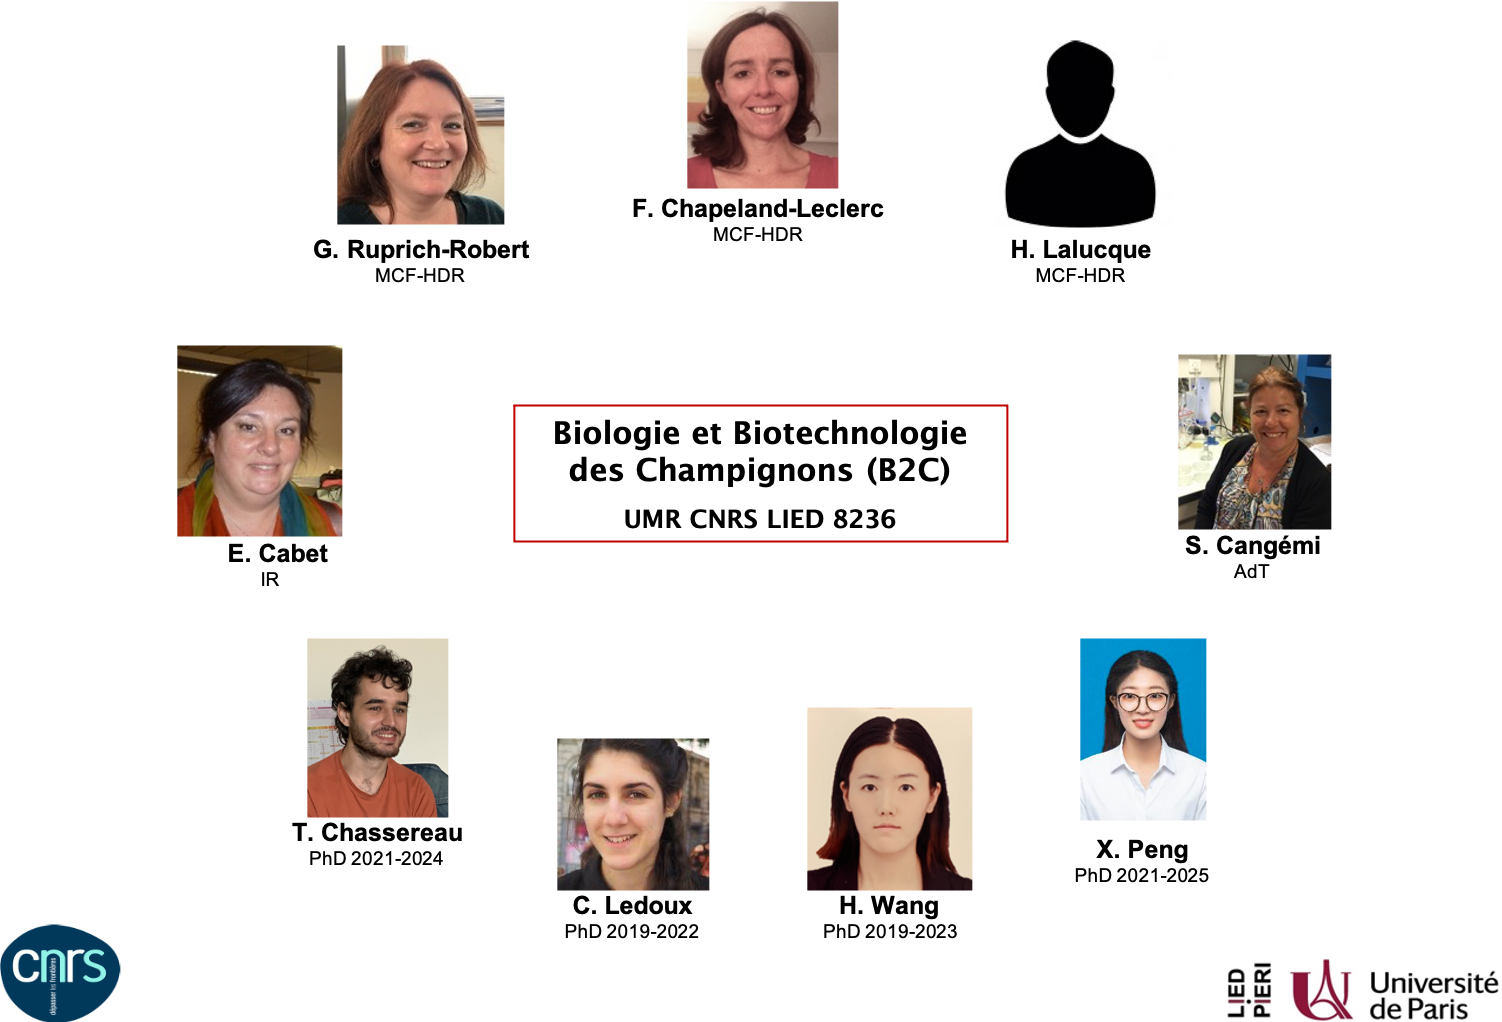 F. Chapeland-Leclerc
MCF-HDR
G. Ruprich-Robert
MCF-HDR
H. Lalucque
MCF-HDR
Biologie et Biotechnologie
des Champignons (B2C)
UMR CNRS LIED 8236
E. Cabet
IR
S. Cangémi
AdT
T. Chassereau
PhD 2021-2024
X. Peng
PhD 2021-2025
C. Ledoux
PhD 2019-2022
H. Wang
PhD 2019-2023
cnrs
dépasser les frontières
LIED
PIERI
Université
de Paris